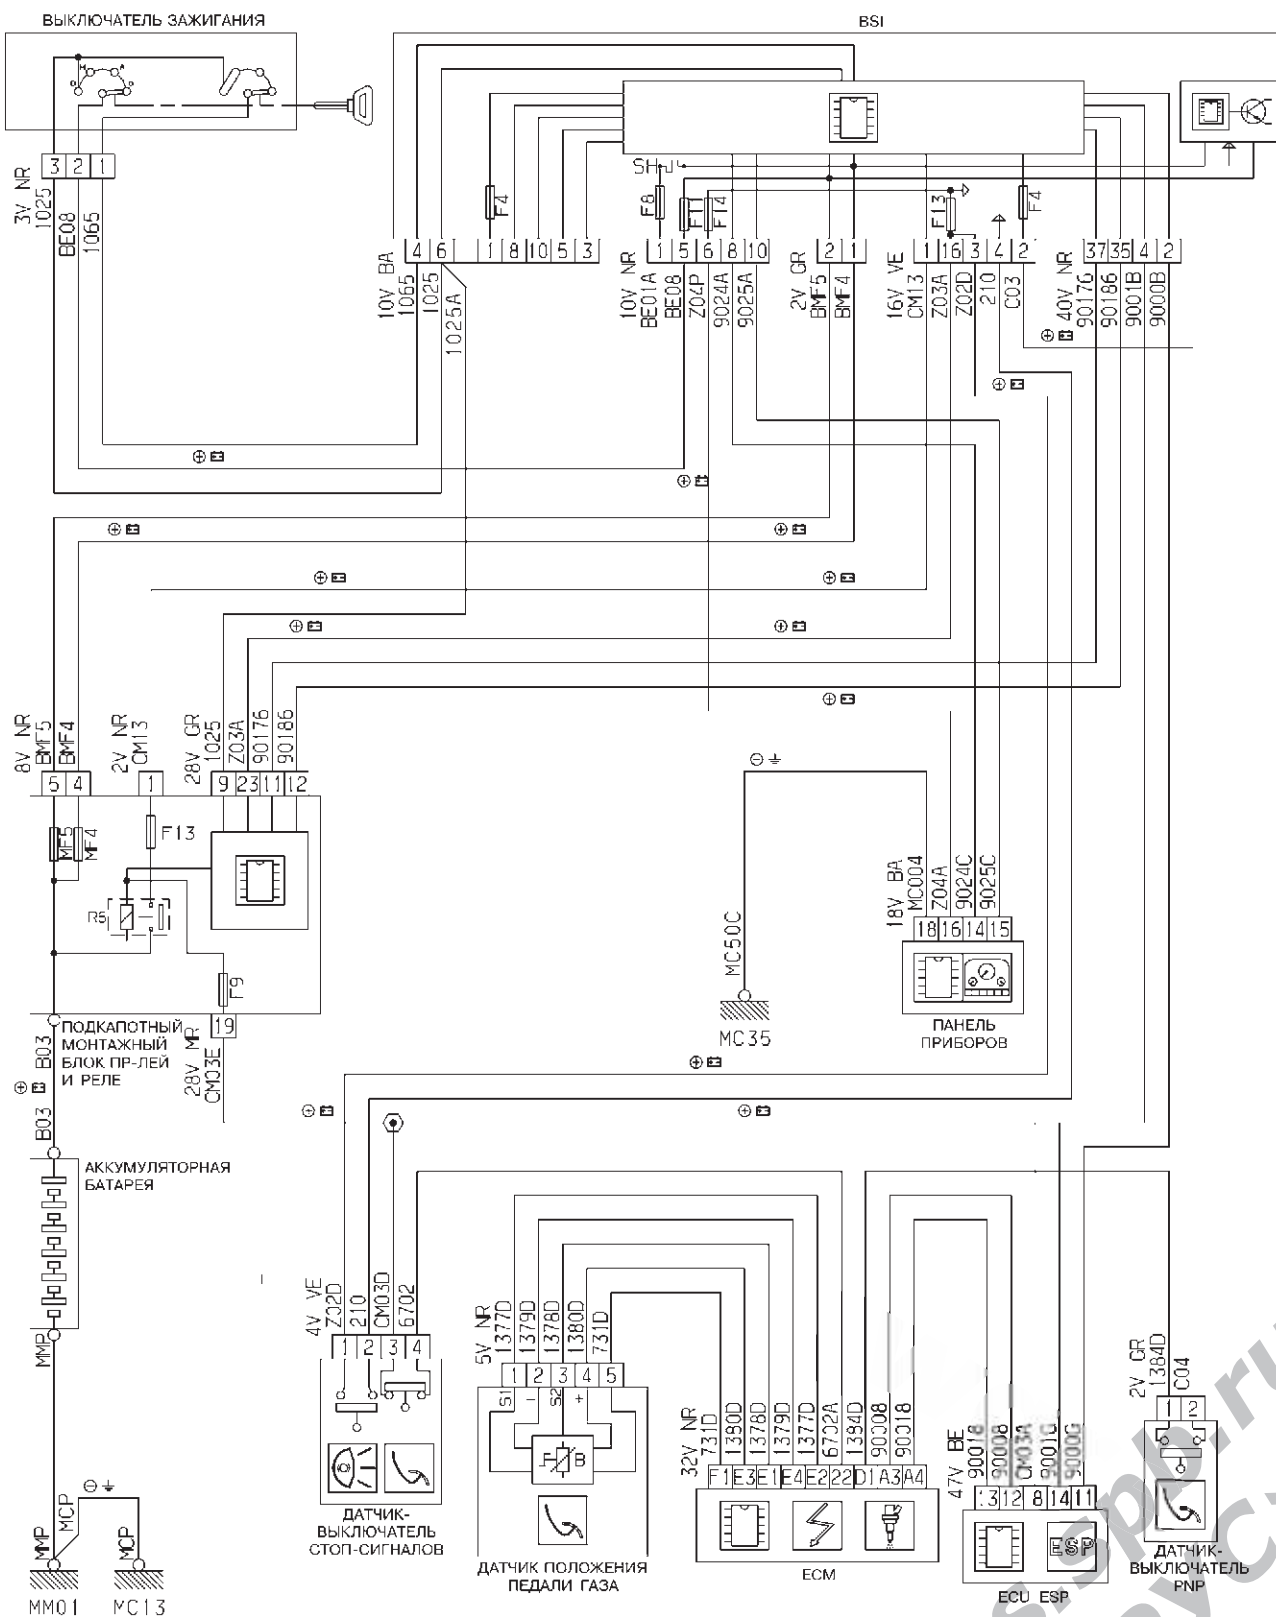 ВЫКЛЮЧАТЕЛЬ ЗАЖИГАНИЯ
BSI
3 2 1
3V NR
1025
BE08
1065
SH
F4
F8
F11
F14
F13
F4
4 6 1 8 10 5 3
10V BA
1065
1025
1025A
1 5 6 8 10
10V NR
BE01A
BE08
Z04P
9024A
9025A
2 1
2V GR
BMF5
BMF4
1 16 3 4 2
16V VE
CM13
Z03A
Z02D
210
C03
37 35 4 2
40V NR
90176
90186
9001B
9000B
8V NR
BMF5
BMF4
2V NR
CM13
28V GR
1025
Z03A
90176
90186
5 4
1
9 23 11 12
MF5
MF4
F13
R6
F9
19
28V MR
CM03E
ПОДКАПОТНЫЙ
МОНТАЖНЫЙ
БЛОК ПР-ЛЕЙ
И РЕЛЕ
B03
B03
АККУМУЛЯТОРНАЯ
БАТАРЕЯ
MMP
MMP
MCP
MCP
MM01
MC13
MC50C
MC35
18V BA
MC004
Z04A
9024C
9025C
18 16 14 15
ПАНЕЛЬ
ПРИБОРОВ
4V VE
Z02D
210
CM03D
6702
1 2 3 4
ДАТЧИК-
ВЫКЛЮЧАТЕЛЬ
СТОП-СИГНАЛОВ
5V NR
1377D
1379D
1378D
1380D
731D
1 2 3 4 5
S1 - S2 +
B
ДАТЧИК ПОЛОЖЕНИЯ
ПЕДАЛИ ГАЗА
32V NR
731D
1380D
1378D
1379D
1377D
6702A
1384D
90008
90018
F1 E3 E1 E4 E2 22 D1 A3 A4
ECM
47V BE
90018
90008
CM03A
9001G
9000G
13 12 8 14 11
ESP
ECU ESP
2V GR
1384D
C04
1 2
ДАТЧИК-
ВЫКЛЮЧАТЕЛЬ
PNP